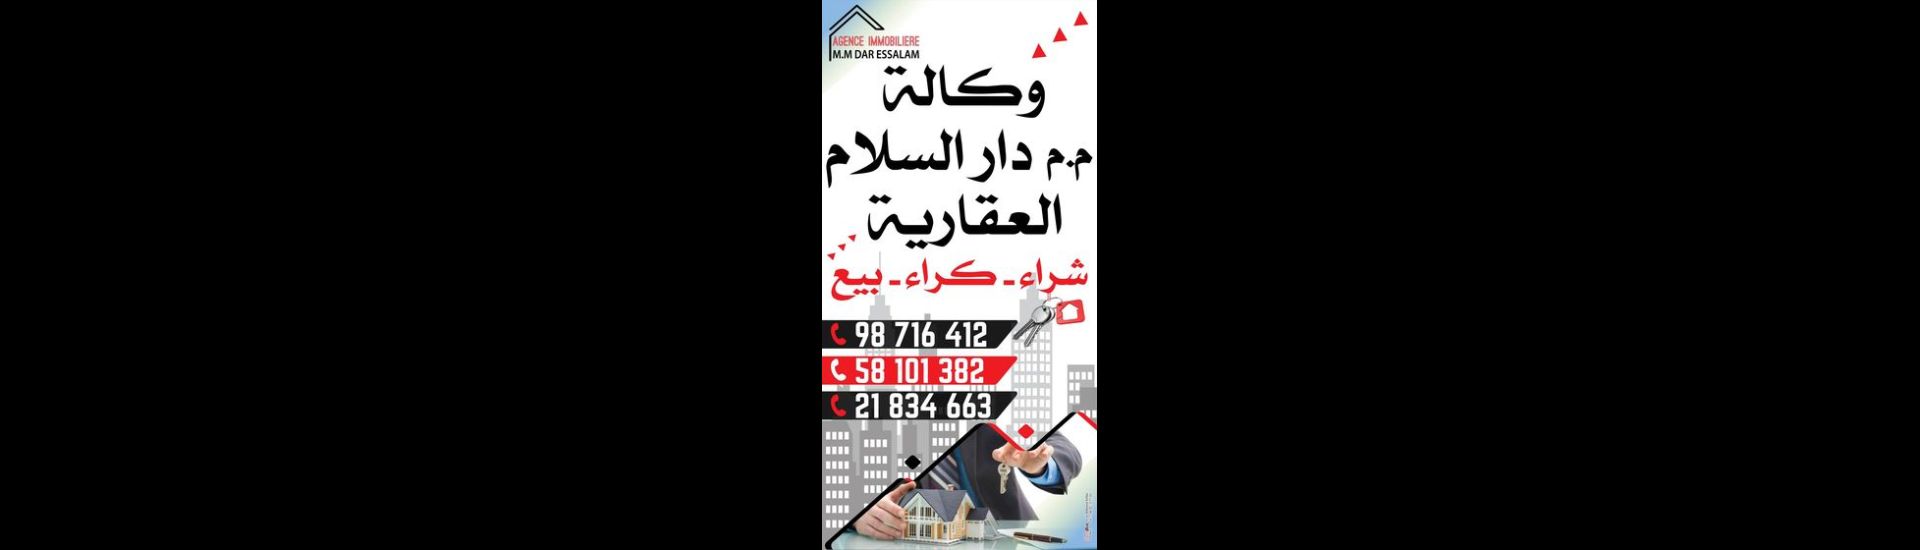 AGENCE IMMOBILIERE
M.M DAR ESSALAM
وكالة
م.م دار السلام
العقارية
شراء - كراء - بيع
98 716 412
58 101 382
21 834 663